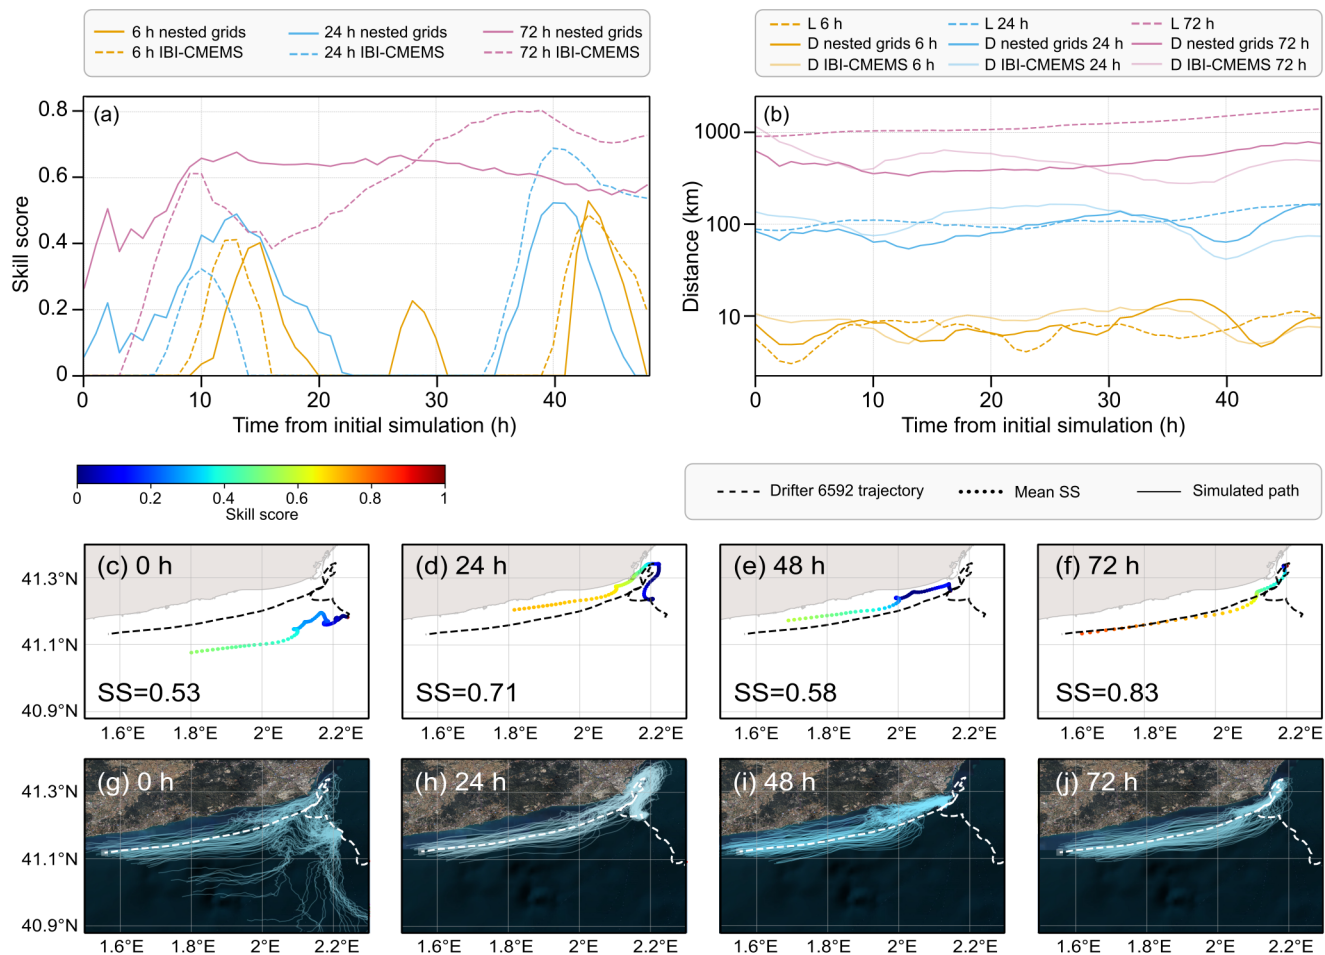 6 h nested grids 24 h nested grids 72 h nested grids
6 h IBI-CMEMS 24 h IBI-CMEMS 72 h IBI-CMEMS
L 6 h L 24 h L 72 h
D nested grids 6 h D nested grids 24 h D nested grids 72 h
D IBI-CMEMS 6 h D IBI-CMEMS 24 h D IBI-CMEMS 72 h
(a)
0.8
0.6
0.4
0.2
0
Skill score
0 10 20 30 40
Time from initial simulation (h)
(b)
1000
100
10
Distance (km)
0 10 20 30 40
Time from initial simulation (h)
0 0.2 0.4 0.6 0.8 1
Skill score
Drifter 6592 trajectory Mean SS Simulated path
(c) 0 h (d) 24 h (e) 48 h (f) 72 h
41.3°N
41.1°N
40.9°N
SS=0.53 SS=0.71 SS=0.58 SS=0.83
1.6°E 1.8°E 2°E 2.2°E 1.6°E 1.8°E 2°E 2.2°E 1.6°E 1.8°E 2°E 2.2°E 1.6°E 1.8°E 2°E 2.2°E
(g) 0 h (h) 24 h (i) 48 h (j) 72 h
41.3°N
41.1°N
40.9°N
1.6°E 1.8°E 2°E 2.2°E 1.6°E 1.8°E 2°E 2.2°E 1.6°E 1.8°E 2°E 2.2°E 1.6°E 1.8°E 2°E 2.2°E